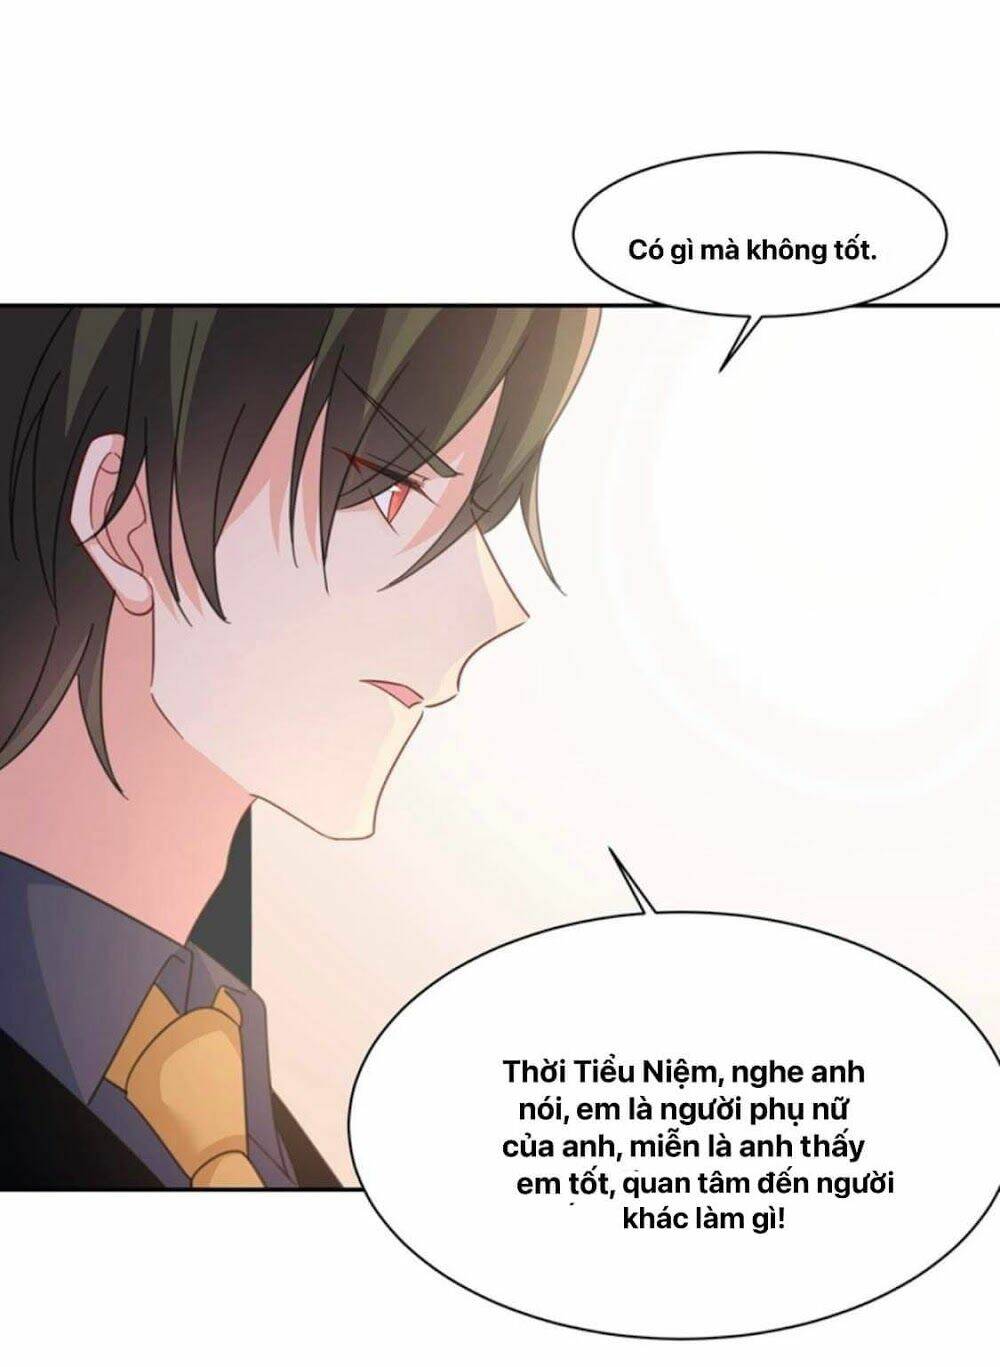 Có gì mà không tốt.
Thời Tiểu Niệm, nghe anh
nói, em là người phụ nữ
của anh, miễn là anh thấy
em tốt, quan tâm đến người
khác làm gì!